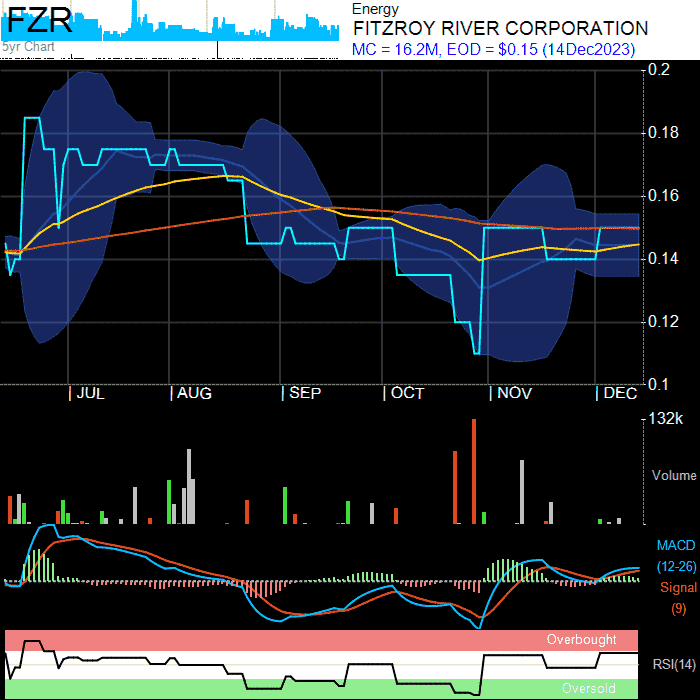 FZR
5yr Chart
Energy
FITZROY RIVER CORPORATION
MC = 16.2M, EOD = $0.15 (14Dec2023)
0.2
0.18
0.16
0.14
0.12
0.1
JUL AUG SEP OCT NOV DEC
132k
Volume
MACD
(12-26)
Signal
(9)
Overbought
RSI(14)
Oversold